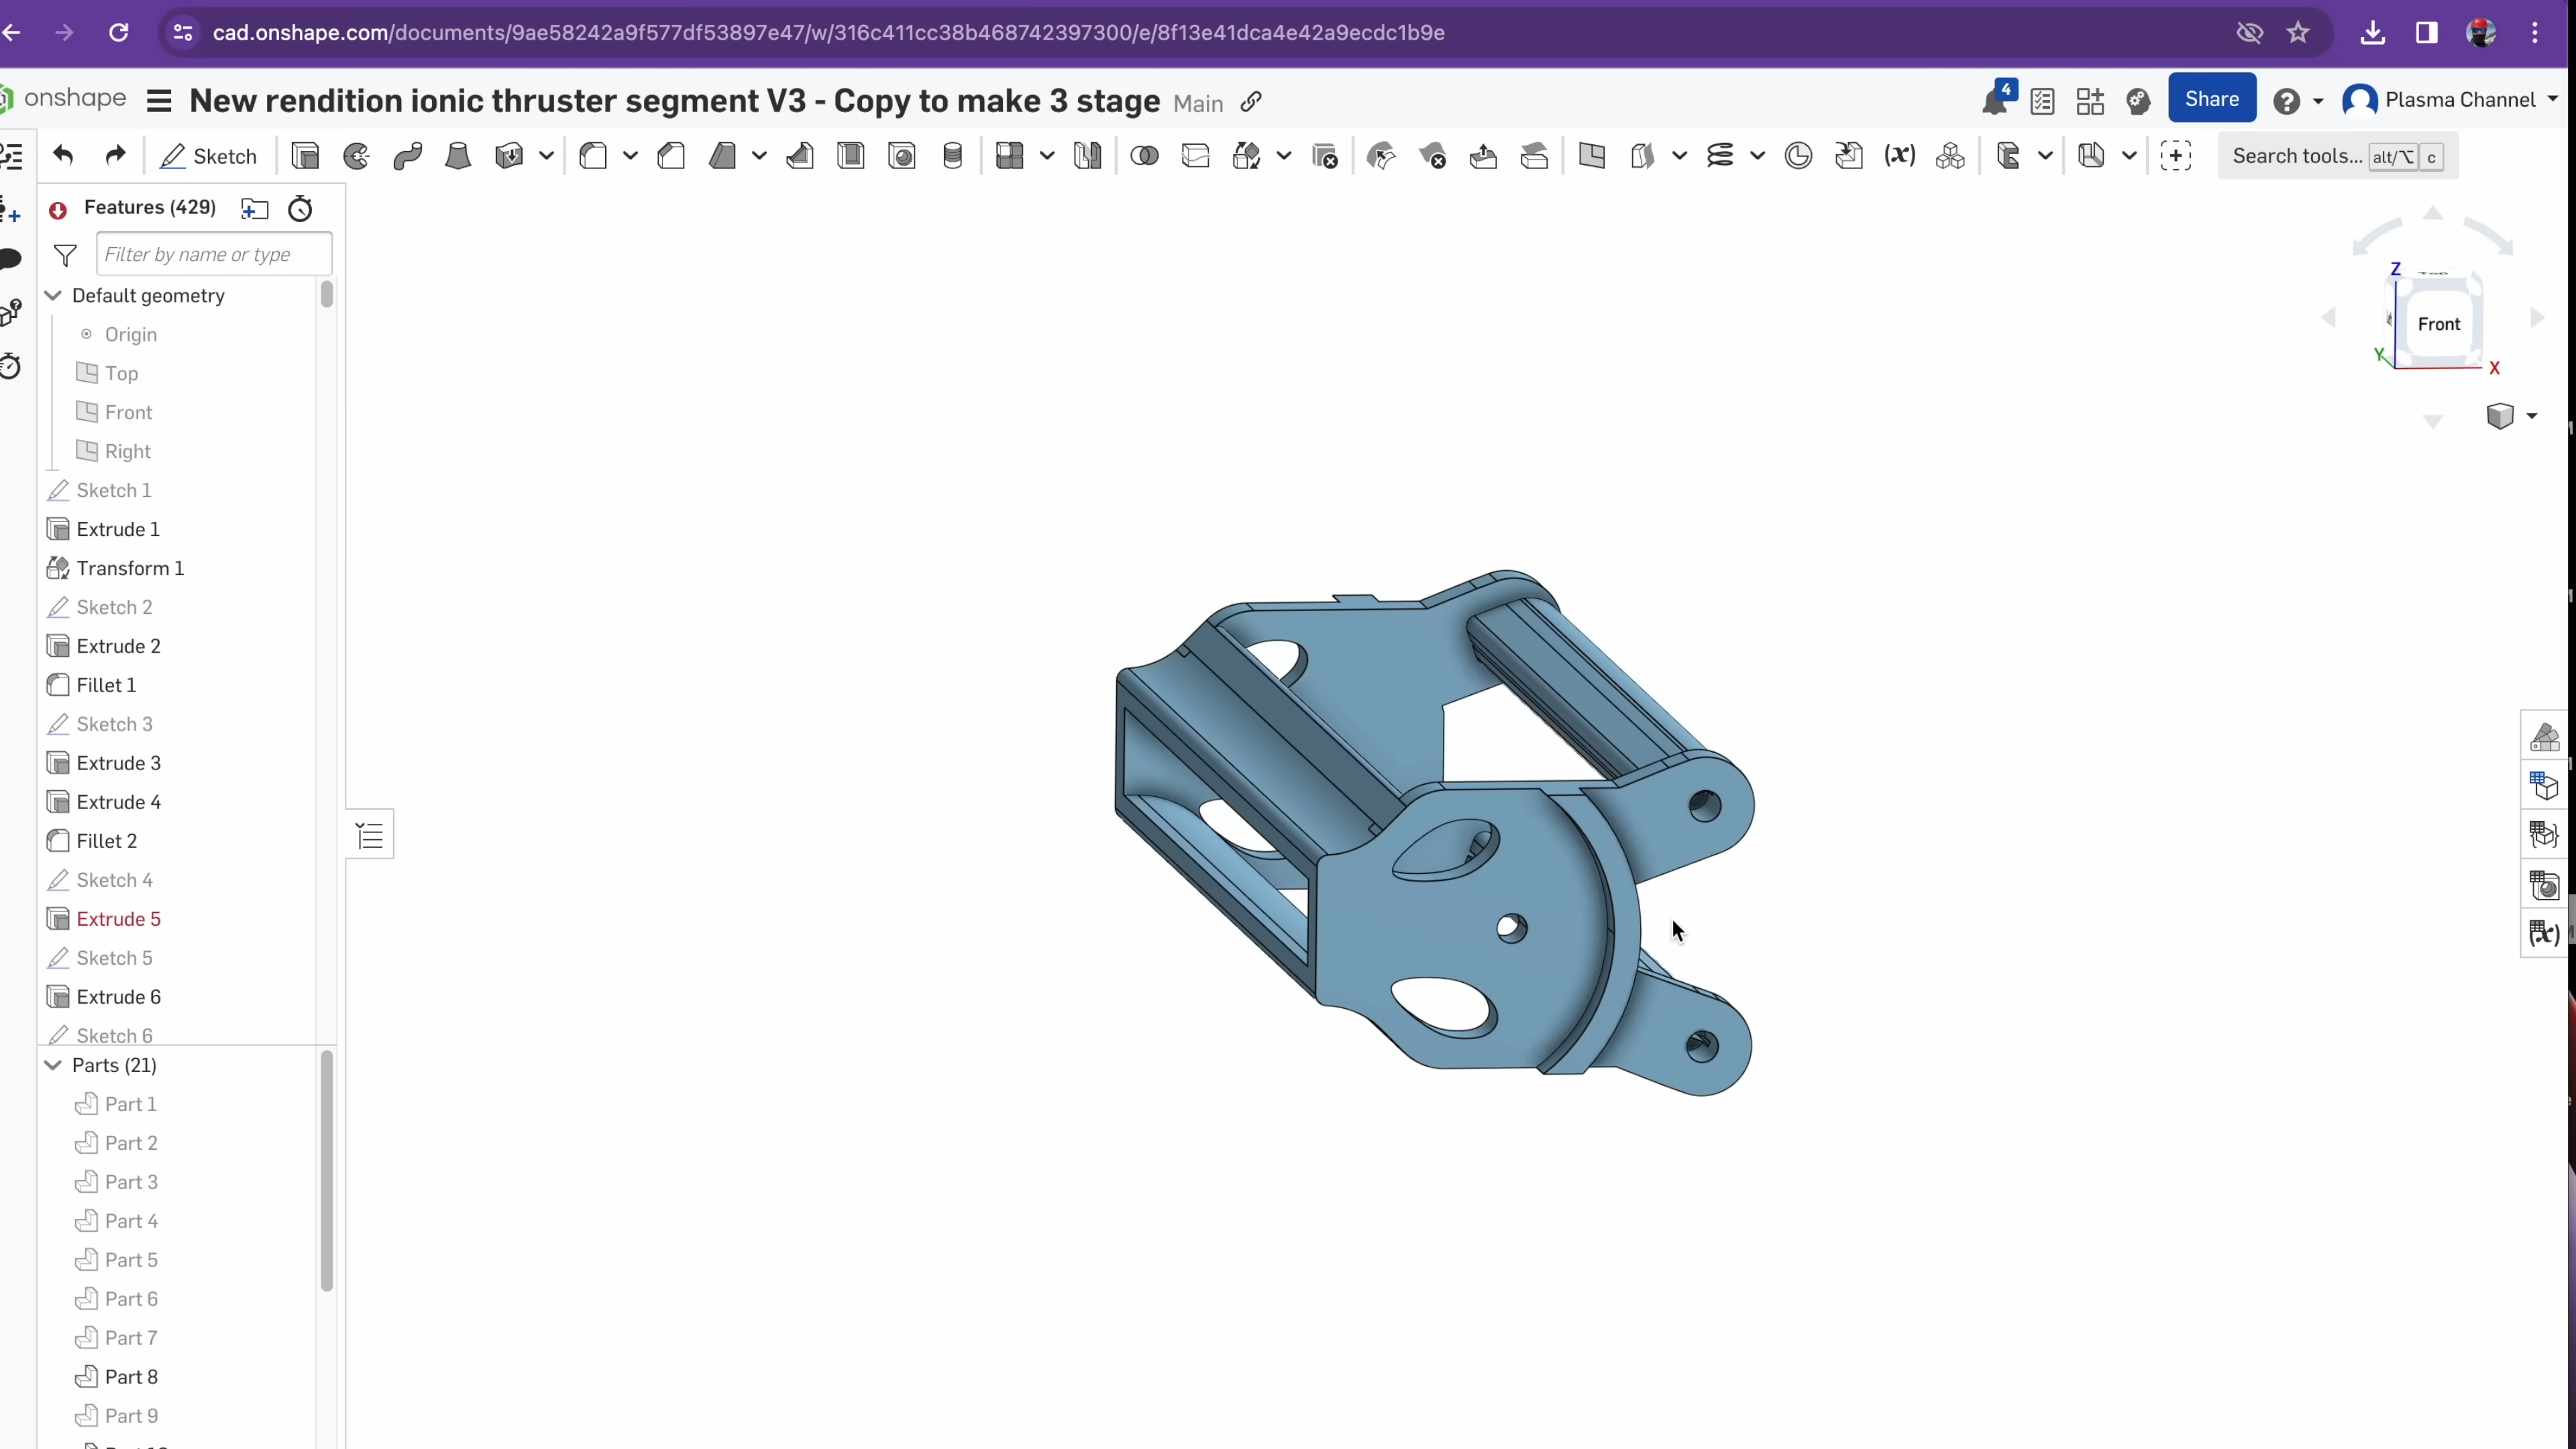 cad.onshape.com/documents/9ae58242a9f577df53897e47/w/316c411cc38b468742397300/e/8f13e41dca4e42a9ecdc1b9e
onshape New rendition ionic thruster segment V3 - Copy to make 3 stage Main 4 Share Plasma Channel
Sketch (x) Search tools... alt/⌥ c
Features (429)
Filter by name or type
Default geometry
Origin
Top
Front
Right
Sketch 1
Extrude 1
Transform 1
Sketch 2
Extrude 2
Fillet 1
Sketch 3
Extrude 3
Extrude 4
Fillet 2
Sketch 4
Extrude 5
Sketch 5
Extrude 6
Sketch 6
Parts (21)
Part 1
Part 2
Part 3
Part 4
Part 5
Part 6
Part 7
Part 8
Part 9
Z
Top
Front
Y
X
(x)